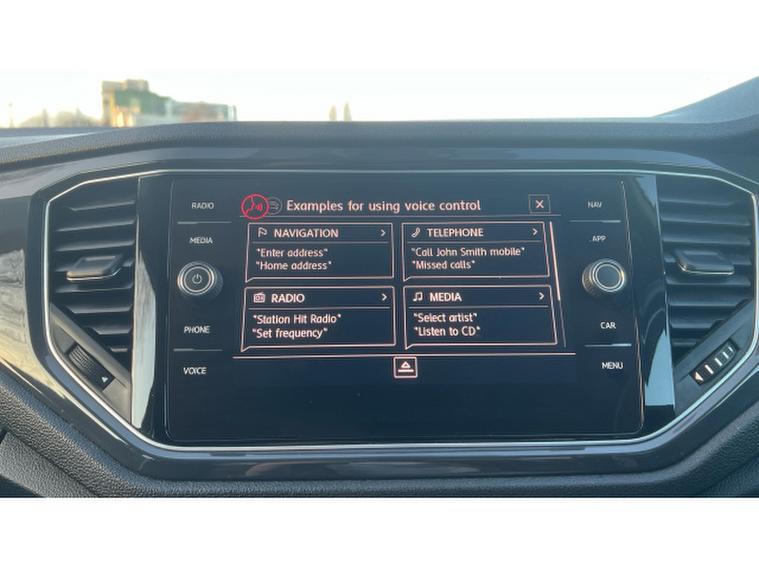 RADIO
MEDIA
PHONE
VOICE
Examples for using voice control
NAVIGATION
"Enter address"
"Home address"
TELEPHONE
"Call John Smith mobile"
"Missed calls"
RADIO
"Station Hit Radio"
"Set frequency"
MEDIA
"Select artist"
"Listen to CD"
NAV
APP
CAR
MENU